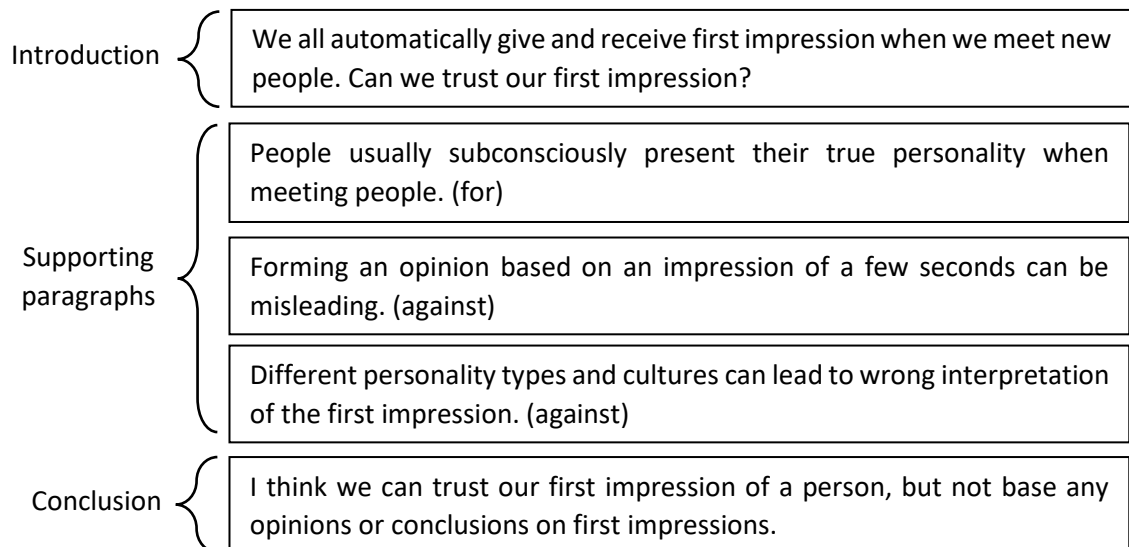 Introduction
We all automatically give and receive first impression when we meet new
people. Can we trust our first impression?
Supporting
paragraphs
People usually subconsciously present their true personality when
meeting people. (for)
Forming an opinion based on an impression of a few seconds can be
misleading. (against)
Different personality types and cultures can lead to wrong interpretation
of the first impression. (against)
Conclusion
I think we can trust our first impression of a person, but not base any
opinions or conclusions on first impressions.